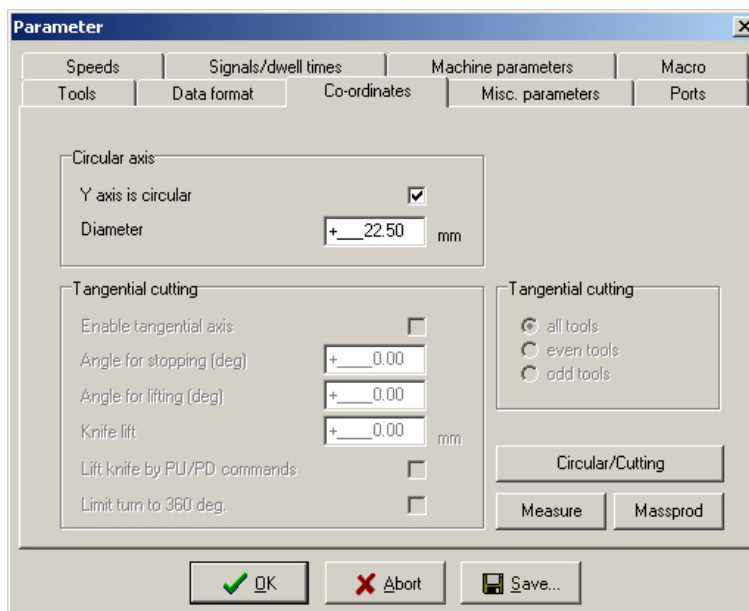 Parameter
Speeds Signals/dwell times Machine parameters Macro
Tools Data format Co-ordinates Misc. parameters Ports
Circular axis
Y axis is circular
Diameter +___22.50 mm
Tangential cutting Tangential cutting
Enable tangential axis all tools
Angle for stopping (deg) +____0.00 even tools
Angle for lifting (deg) +____0.00 odd tools
Knife lift +____0.00 mm
Lift knife by PU/PD commands Circular/Cutting
Limit turn to 360 deg. Measure Massprod
OK Abort Save...